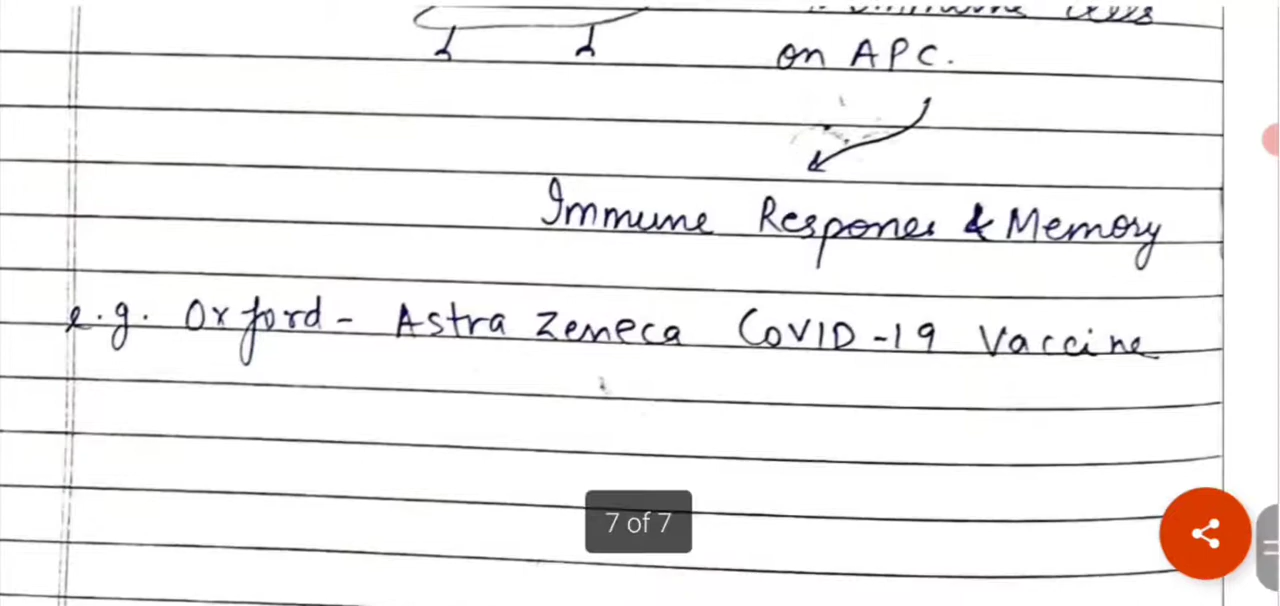 on APC.
Immune Respones & Memory
e.g. Oxford - Astra Zeneca COVID-19 Vaccine
7 of 7